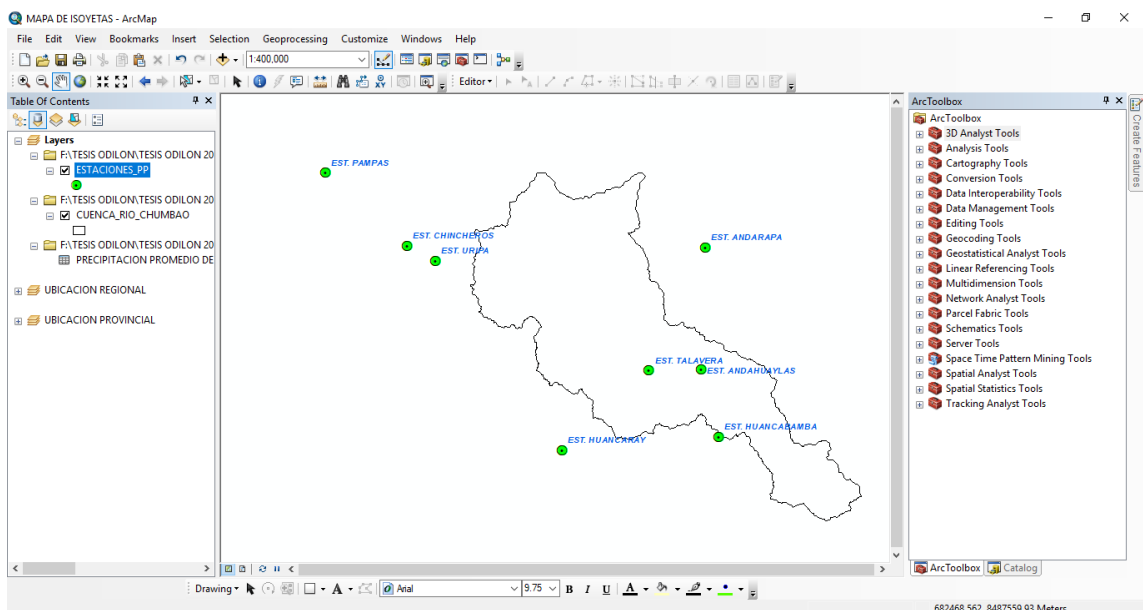 MAPA DE ISOYETAS - ArcMap
File Edit View Bookmarks Insert Selection Geoprocessing Customize Windows Help
1:400,000
Editor
Table Of Contents
Layers
F:\TESIS ODILON\TESIS ODILON 20
ESTACIONES_PP
F:\TESIS ODILON\TESIS ODILON 20
CUENCA_RIO_CHUMBAO
F:\TESIS ODILON\TESIS ODILON 20
PRECIPITACION PROMEDIO DE
UBICACION REGIONAL
UBICACION PROVINCIAL
EST. PAMPAS
EST. CHINCHEROS
EST. URIPA
EST. ANDARAPA
EST. TALAVERA
EST. ANDAHUAYLAS
EST. HUANCABAMBA
EST. HUANCARAY
ArcToolbox
ArcToolbox
3D Analyst Tools
Analysis Tools
Cartography Tools
Conversion Tools
Data Interoperability Tools
Data Management Tools
Editing Tools
Geocoding Tools
Geostatistical Analyst Tools
Linear Referencing Tools
Multidimension Tools
Network Analyst Tools
Parcel Fabric Tools
Schematics Tools
Server Tools
Space Time Pattern Mining Tools
Spatial Analyst Tools
Spatial Statistics Tools
Tracking Analyst Tools
ArcToolbox Catalog
Create Features
Drawing A Arial 9.75 B I U A
682468.562 8487559.93 Meters